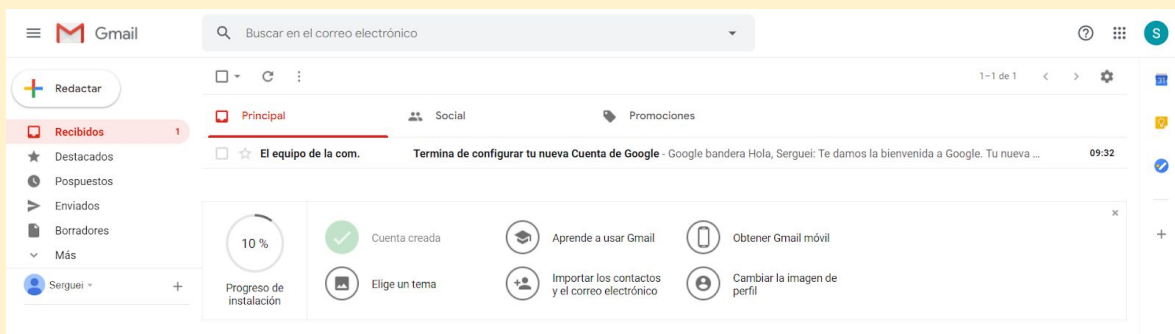 Gmail
Buscar en el correo electrónico
S
Redactar
1–1 de 1
31
Principal
Social
Promociones
Recibidos 1
El equipo de la com. Termina de configurar tu nueva Cuenta de Google - Google bandera Hola, Serguei: Te damos la bienvenida a Google. Tu nueva ... 09:32
Destacados
Pospuestos
Enviados
Borradores
Más
Serguei
10 %
Progreso de
instalación
Cuenta creada
Aprende a usar Gmail
Obtener Gmail móvil
Elige un tema
Importar los contactos
y el correo electrónico
Cambiar la imagen de
perfil